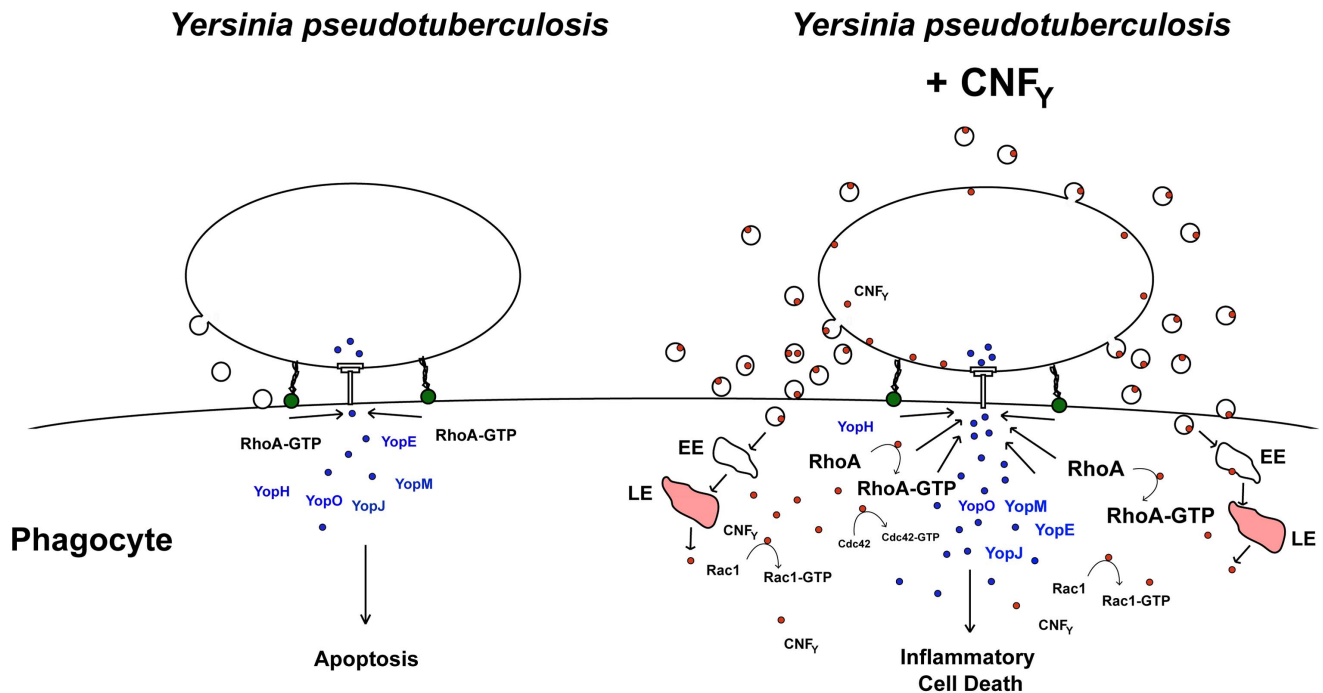 Yersinia pseudotuberculosis
Yersinia pseudotuberculosis
+ CNFY
CNFY
RhoA-GTP
RhoA-GTP
YopE
YopH
YopO
YopJ
YopM
Phagocyte
Apoptosis
YopH
EE
LE
RhoA
RhoA-GTP
RhoA
RhoA-GTP
EE
LE
YopO
YopM
YopE
YopJ
CNFY
Cdc42
Cdc42-GTP
Rac1
Rac1-GTP
Rac1
Rac1-GTP
CNFY
CNFY
Inflammatory
Cell Death